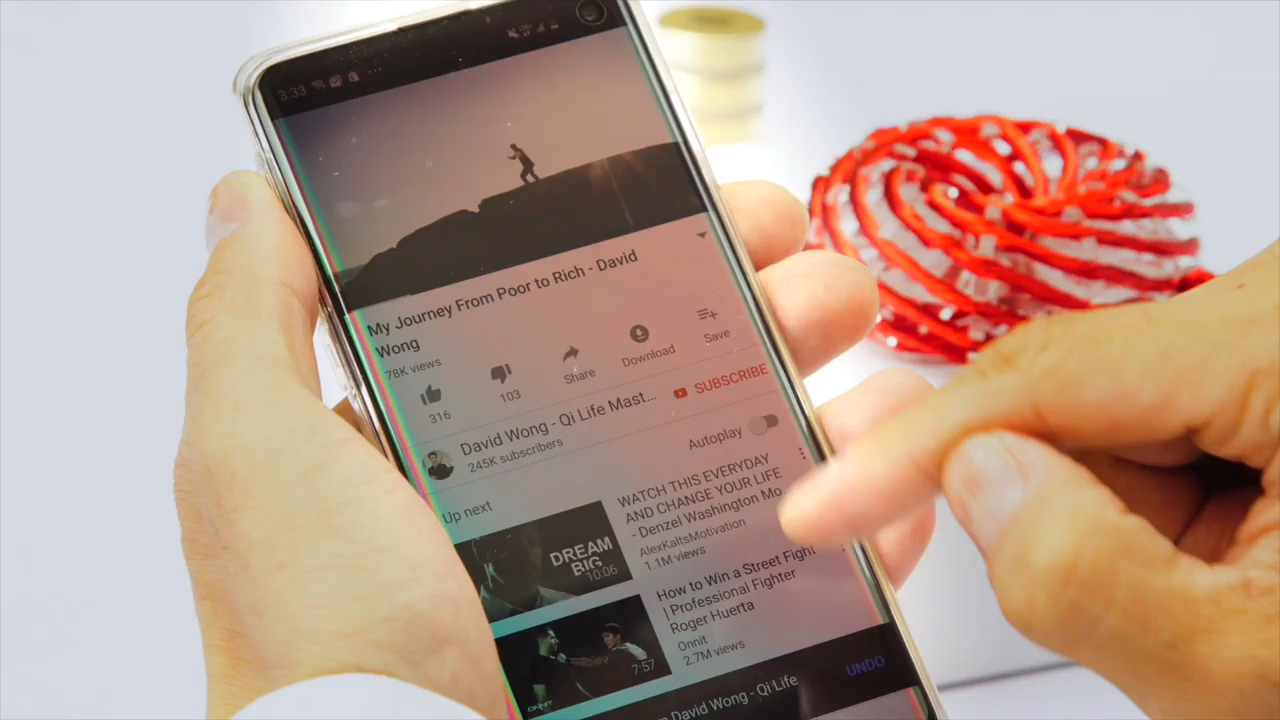 3:33
My Journey From Poor to Rich - David
Wong
78K views
316
103
Share
Download
Save
David Wong - Qi Life Mast...
245K subscribers
SUBSCRIBE
Autoplay
Up next
DREAM
BIG
10:06
WATCH THIS EVERYDAY
AND CHANGE YOUR LIFE
- Denzel Washington Mo
AlexKaltsMotivation
1.1M views
7:57
ONNIT
How to Win a Street Fight
| Professional Fighter
Roger Huerta
Onnit
2.7M views
David Wong - Qi Life
UNDO